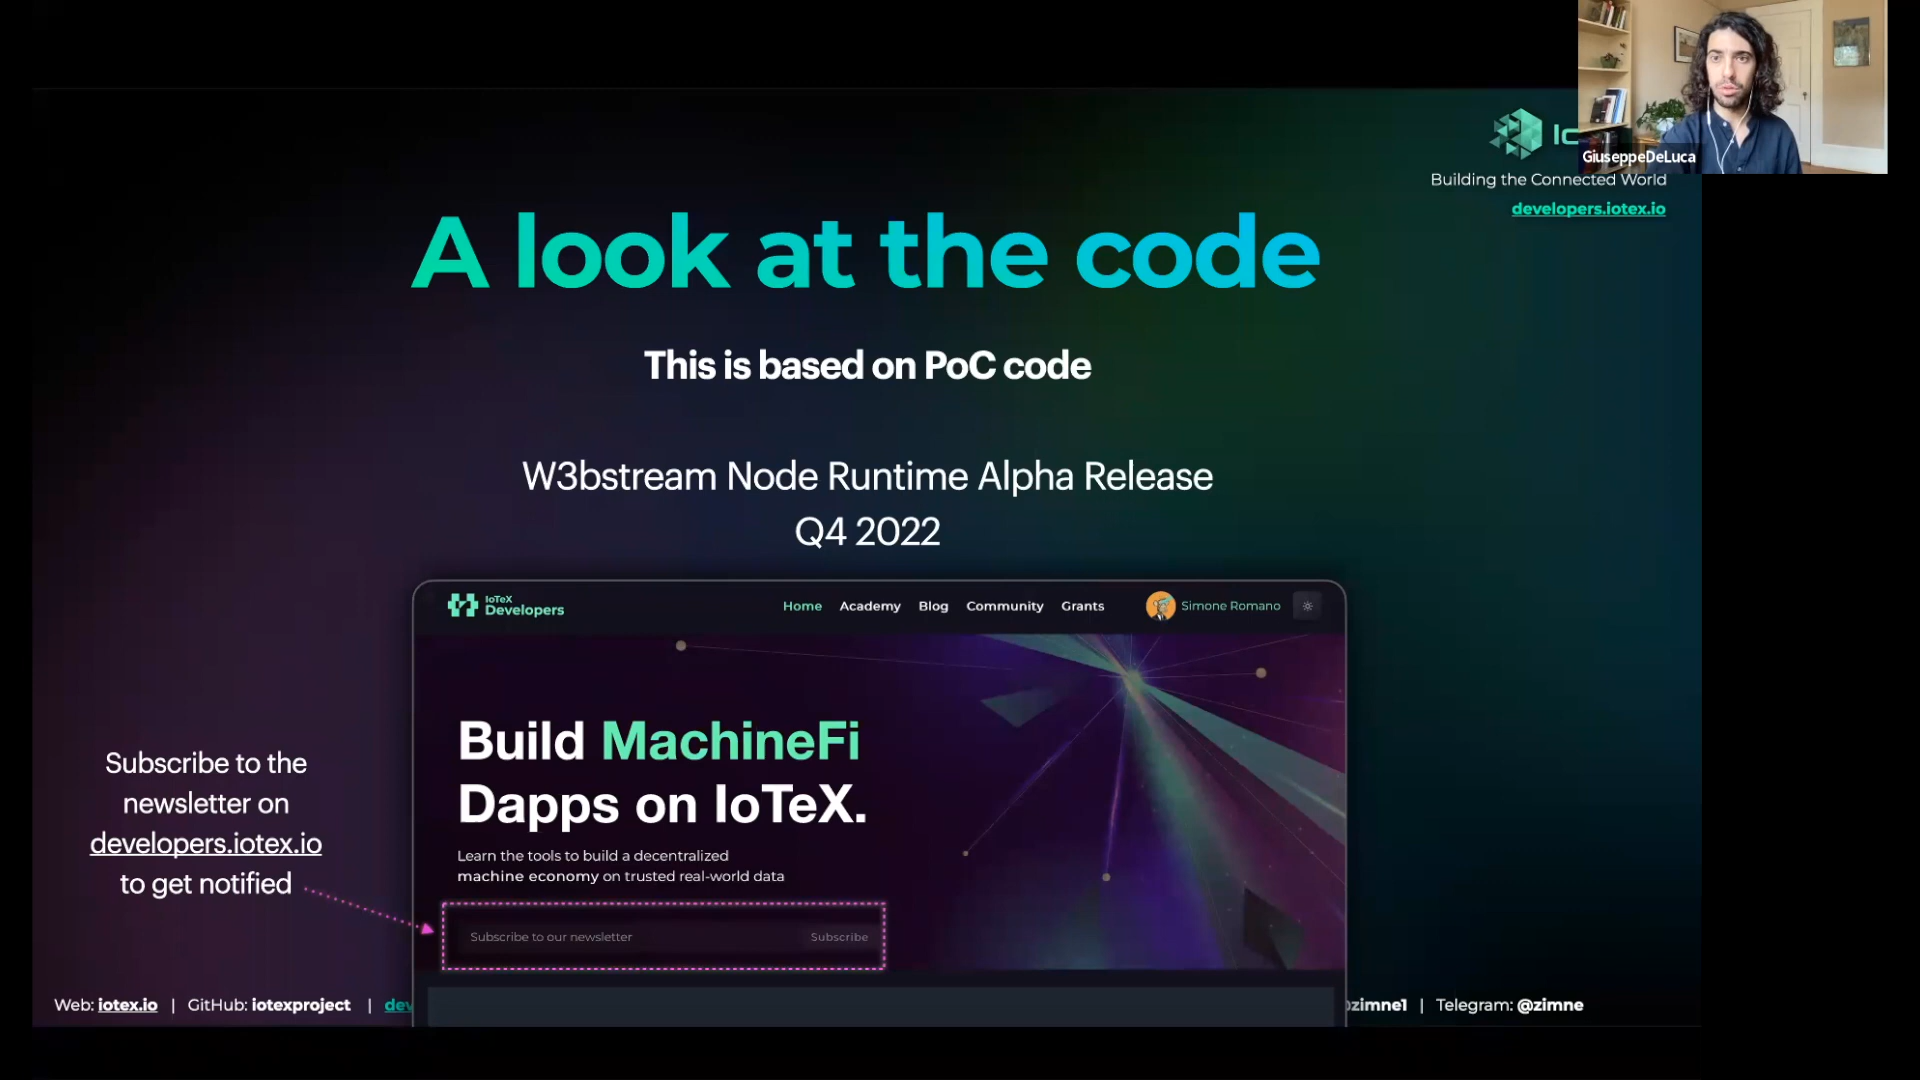 GiuseppeDeLuca
Building the Connected World
developers.iotex.io
A look at the code
This is based on PoC code
W3bstream Node Runtime Alpha Release
Q4 2022
IoTeX
Developers
Home Academy Blog Community Grants Simone Romano
Build MachineFi
Dapps on IoTeX.
Learn the tools to build a decentralized
machine economy on trusted real-world data
Subscribe to our newsletter Subscribe
Subscribe to the
newsletter on
developers.iotex.io
to get notified
Web: iotex.io | GitHub: iotexproject | dev zimne1 | Telegram: @zimne